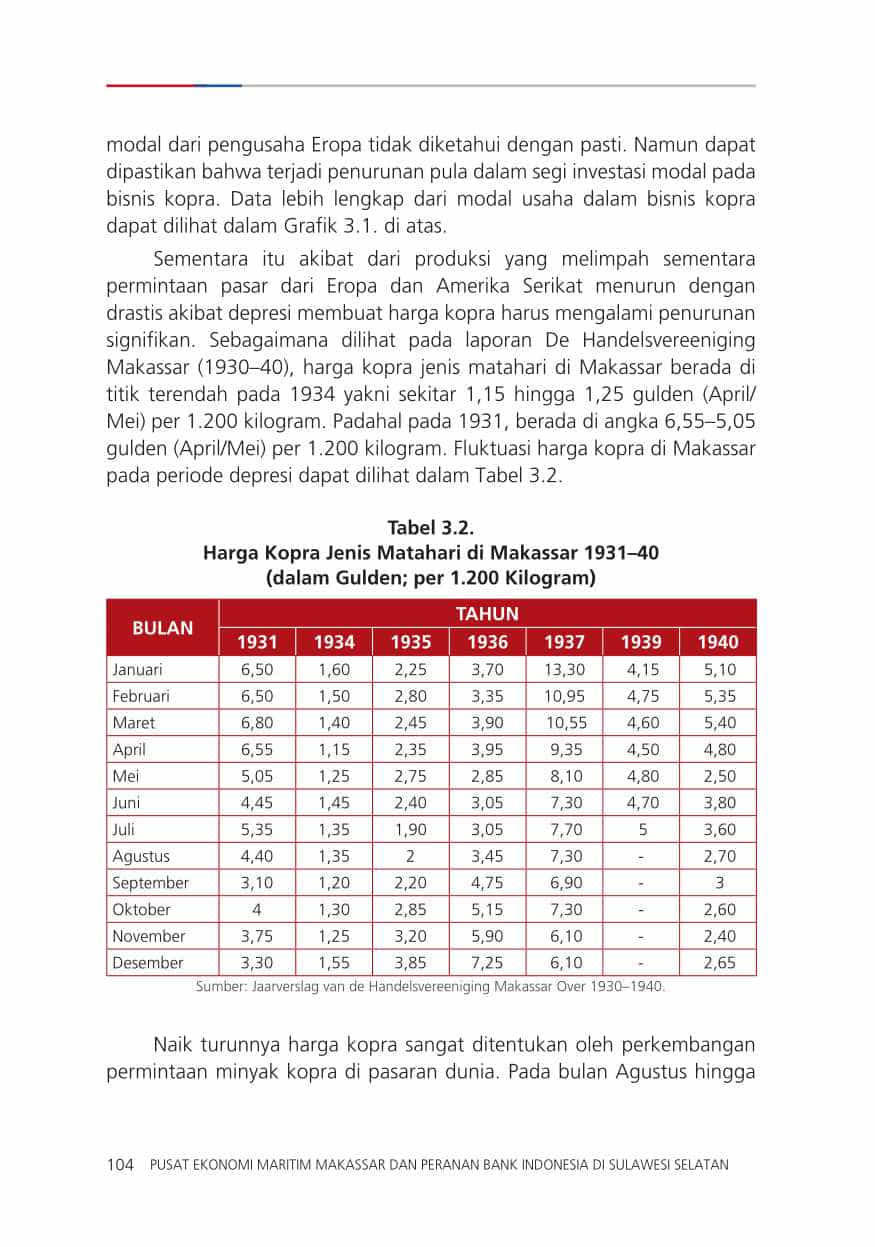 modal dari pengusaha Eropa tidak diketahui dengan pasti. Namun dapat
dipastikan bahwa terjadi penurunan pula dalam segi investasi modal pada
bisnis kopra. Data lebih lengkap dari modal usaha dalam bisnis kopra
dapat dilihat dalam Grafik 3.1. di atas.
Sementara itu akibat dari produksi yang melimpah sementara
permintaan pasar dari Eropa dan Amerika Serikat menurun dengan
drastis akibat depresi membuat harga kopra harus mengalami penurunan
signifikan. Sebagaimana dilihat pada laporan De Handelsvereeniging
Makassar (1930–40), harga kopra jenis matahari di Makassar berada di
titik terendah pada 1934 yakni sekitar 1,15 hingga 1,25 gulden (April/
Mei) per 1.200 kilogram. Padahal pada 1931, berada di angka 6,55–5,05
gulden (April/Mei) per 1.200 kilogram. Fluktuasi harga kopra di Makassar
pada periode depresi dapat dilihat dalam Tabel 3.2.
Tabel 3.2.
Harga Kopra Jenis Matahari di Makassar 1931–40
(dalam Gulden; per 1.200 Kilogram)
BULAN TAHUN
1931 1934 1935 1936 1937 1939 1940
Januari 6,50 1,60 2,25 3,70 13,30 4,15 5,10
Februari 6,50 1,50 2,80 3,35 10,95 4,75 5,35
Maret 6,80 1,40 2,45 3,90 10,55 4,60 5,40
April 6,55 1,15 2,35 3,95 9,35 4,50 4,80
Mei 5,05 1,25 2,75 2,85 8,10 4,80 2,50
Juni 4,45 1,45 2,40 3,05 7,30 4,70 3,80
Juli 5,35 1,35 1,90 3,05 7,70 5 3,60
Agustus 4,40 1,35 2 3,45 7,30 - 2,70
September 3,10 1,20 2,20 4,75 6,90 - 3
Oktober 4 1,30 2,85 5,15 7,30 - 2,60
November 3,75 1,25 3,20 5,90 6,10 - 2,40
Desember 3,30 1,55 3,85 7,25 6,10 - 2,65
Sumber: Jaarverslag van de Handelsvereeniging Makassar Over 1930–1940.
Naik turunnya harga kopra sangat ditentukan oleh perkembangan
permintaan minyak kopra di pasaran dunia. Pada bulan Agustus hingga
104 PUSAT EKONOMI MARITIM MAKASSAR DAN PERANAN BANK INDONESIA DI SULAWESI SELATAN